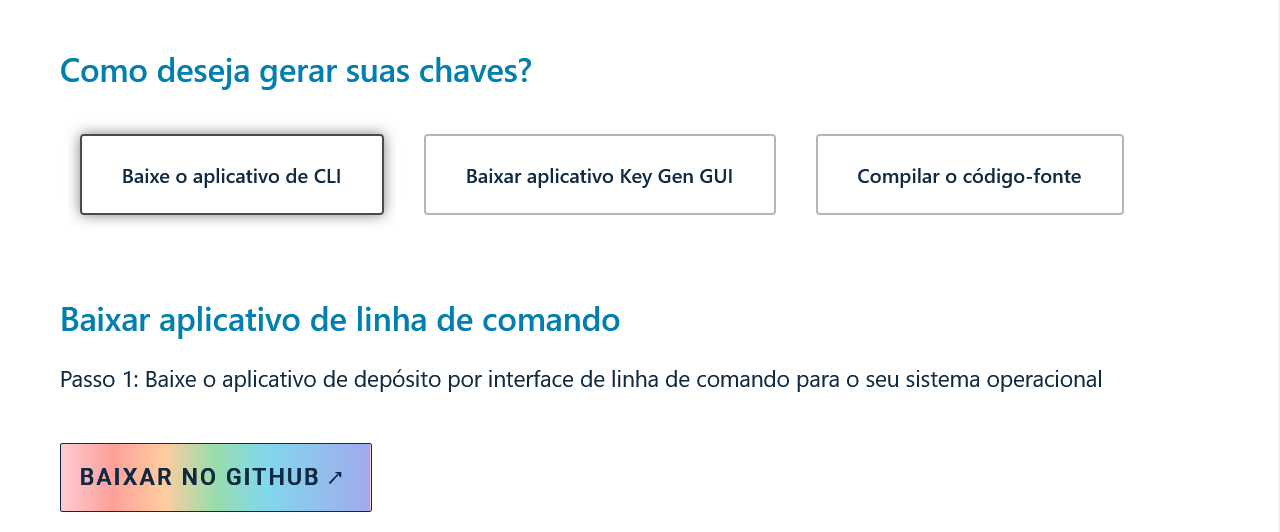 Como deseja gerar suas chaves?
Baixe o aplicativo de CLI
Baixar aplicativo Key Gen GUI
Compilar o código-fonte
Baixar aplicativo de linha de comando
Passo 1: Baixe o aplicativo de depósito por interface de linha de comando para o seu sistema operacional
BAIXAR NO GITHUB ↗